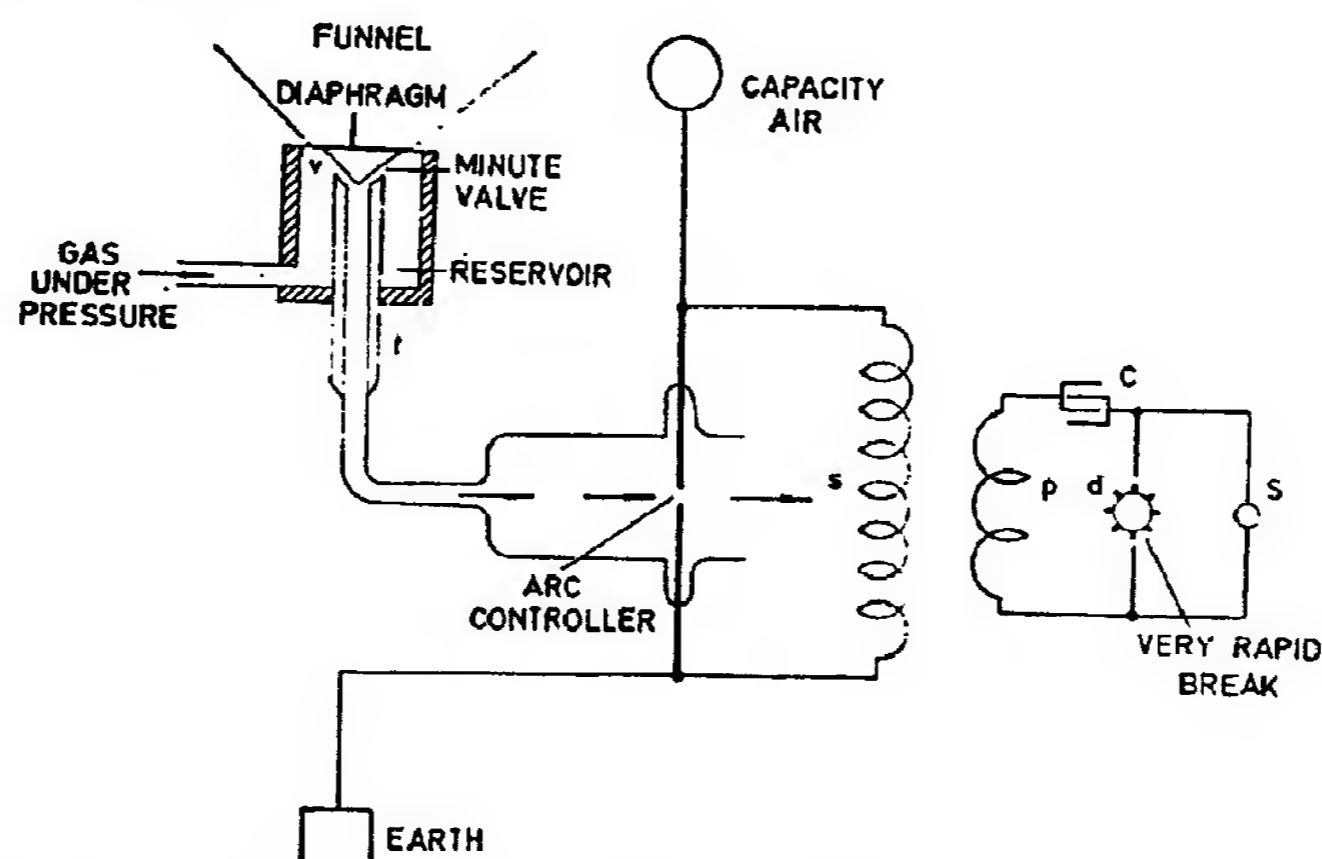 FUNNEL
DIAPHRAGM
CAPACITY
AIR
v
MINUTE
VALVE
GAS
UNDER
PRESSURE
RESERVOIR
t
C
s
p
d
S
ARC
CONTROLLER
VERY RAPID
BREAK
EARTH